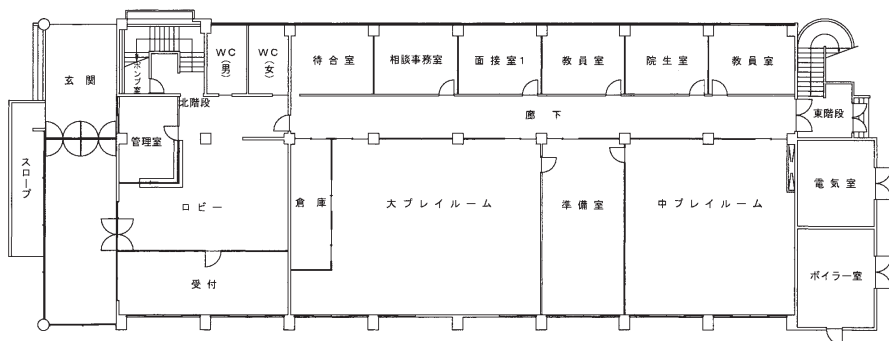 玄関
ポンプ室
WC
(男)
WC
(女)
待合室
相談事務室
面接室1
教員室
院生室
教員室
北階段
廊下
東階段
管理室
スロープ
ロビー
倉庫
大プレイルーム
準備室
中プレイルーム
電気室
ボイラー室
受付